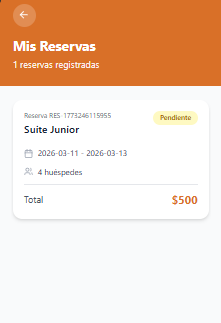 Mis Reservas
1 reservas registradas
Reserva RES-1773246115955
Pendiente
Suite Junior
2026-03-11 - 2026-03-13
4 huéspedes
Total
$500